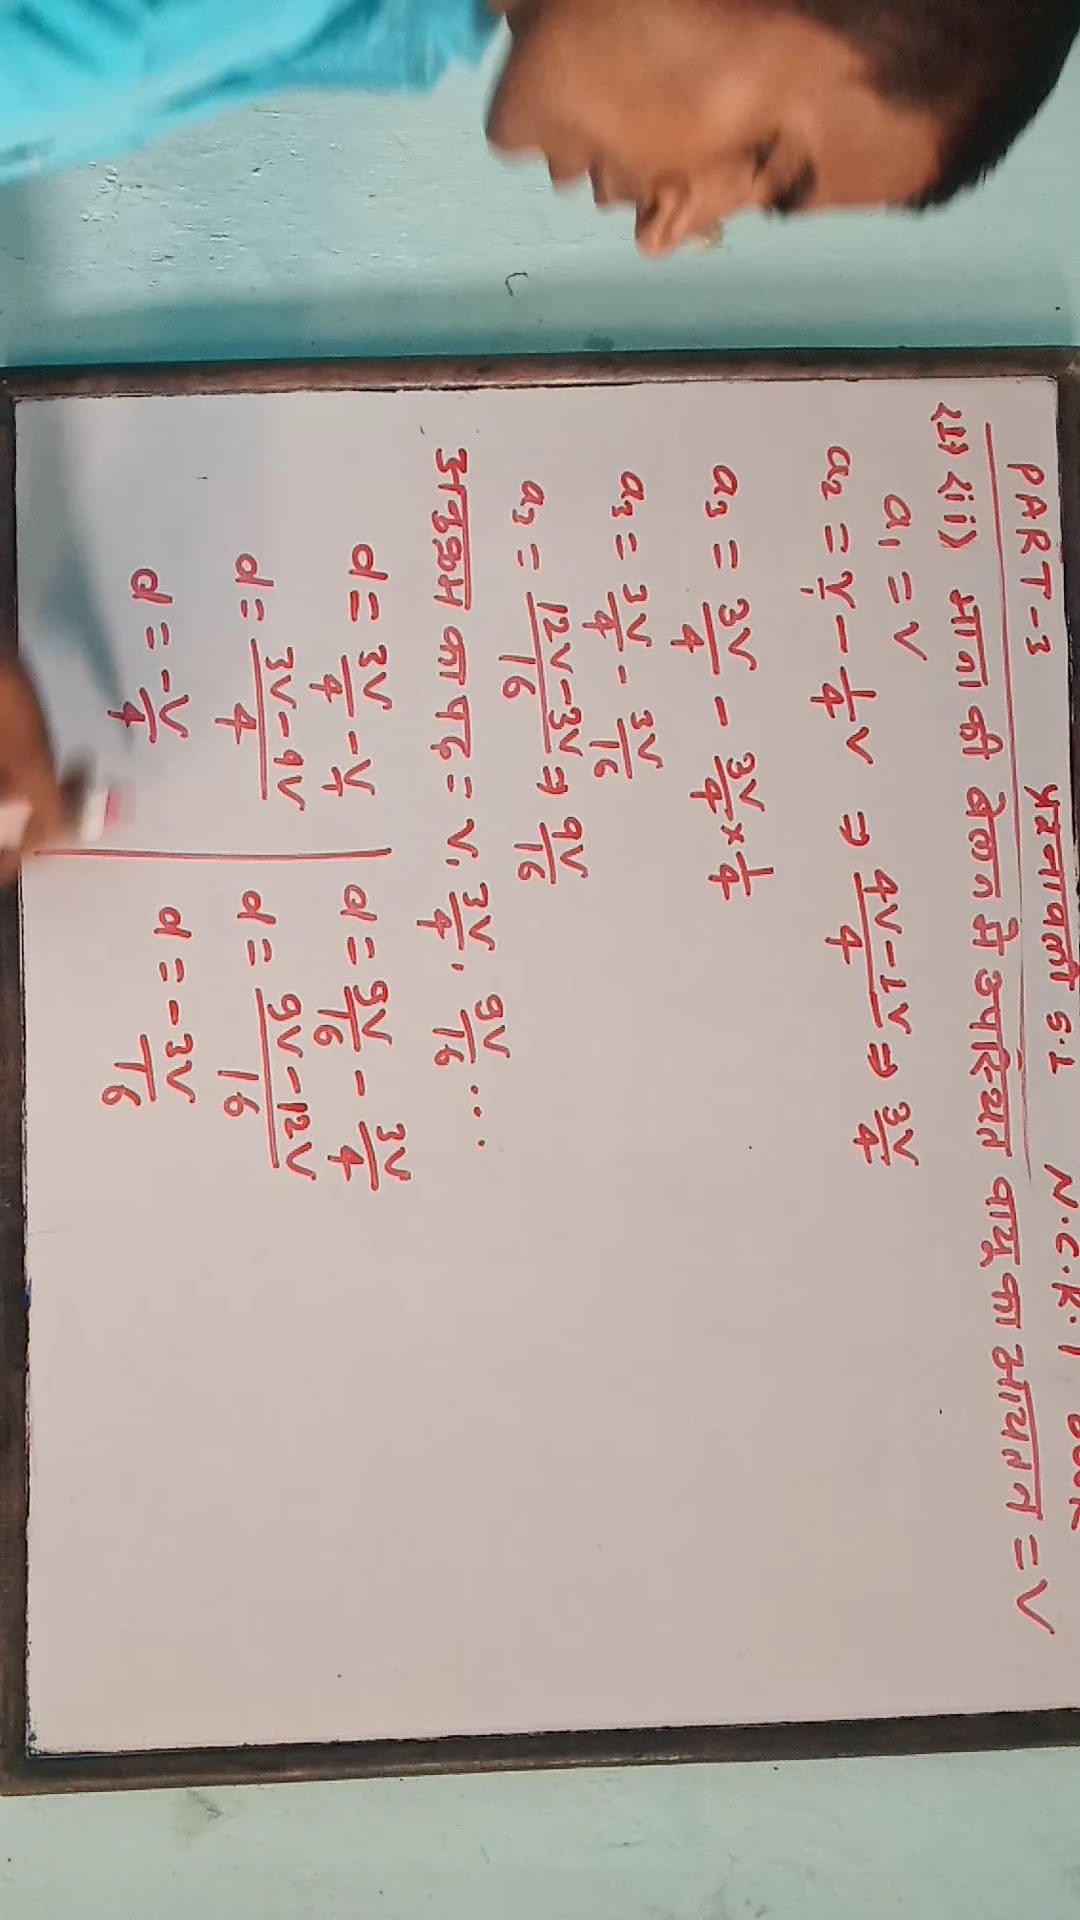 PART-3 प्रश्नावली 5.1 N.C.R.T
(1) (ii) माना की बेलन मे उपस्थित वायू का आयतन = V
a₁ = V
a₂ = V/1 - 1/4 V ⇒ (4V-1V)/4 ⇒ 3V/4
a₃ = 3V/4 - 3V/4 × 1/4
a₃ = 3V/4 - 3V/16
a₃ = (12V-3V)/16 ⇒ 9V/16
अनुक्रम का पद = V, 3V/4, 9V/16 ...
d = 3V/4 - V/1
d = (3V-4V)/4
d = -V/4
d = 9V/16 - 3V/4
d = (9V-12V)/16
d = -3V/16